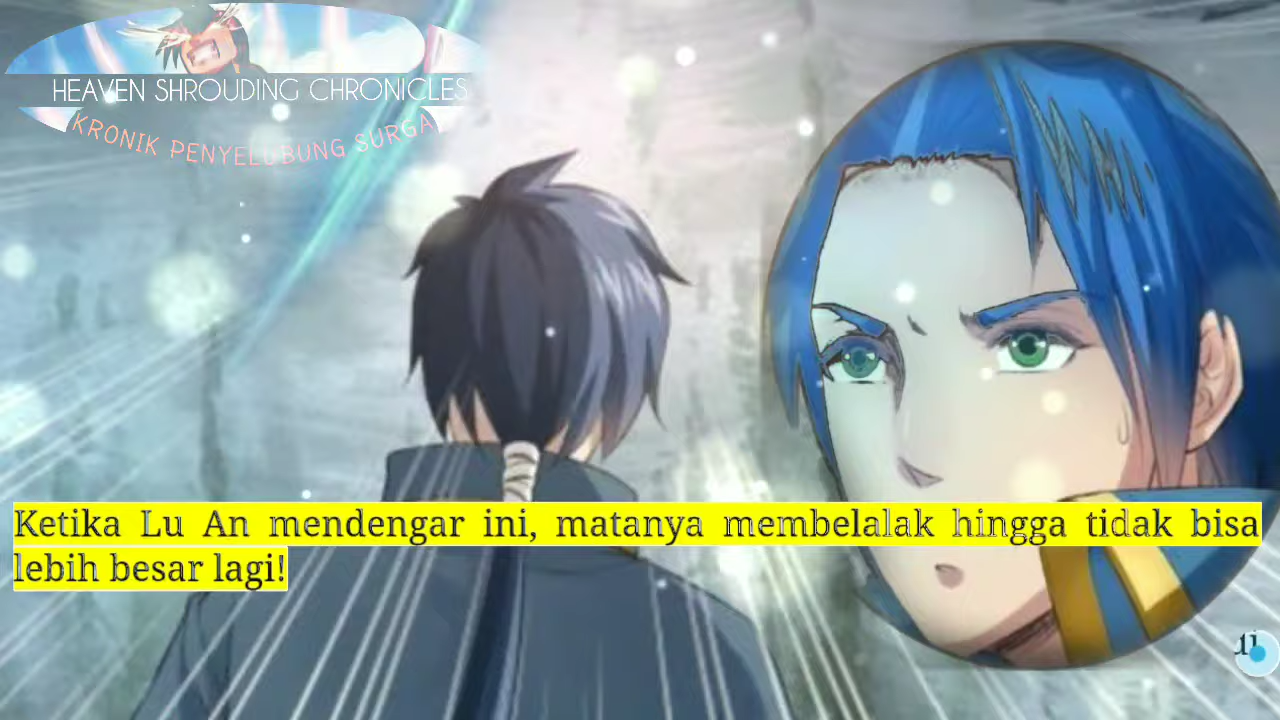 HEAVEN SHROUDING CHRONICLES
KRONIK PENYELUBUNG SURGA
Ketika Lu An mendengar ini, matanya membelalak hingga tidak bisa
lebih besar lagi!